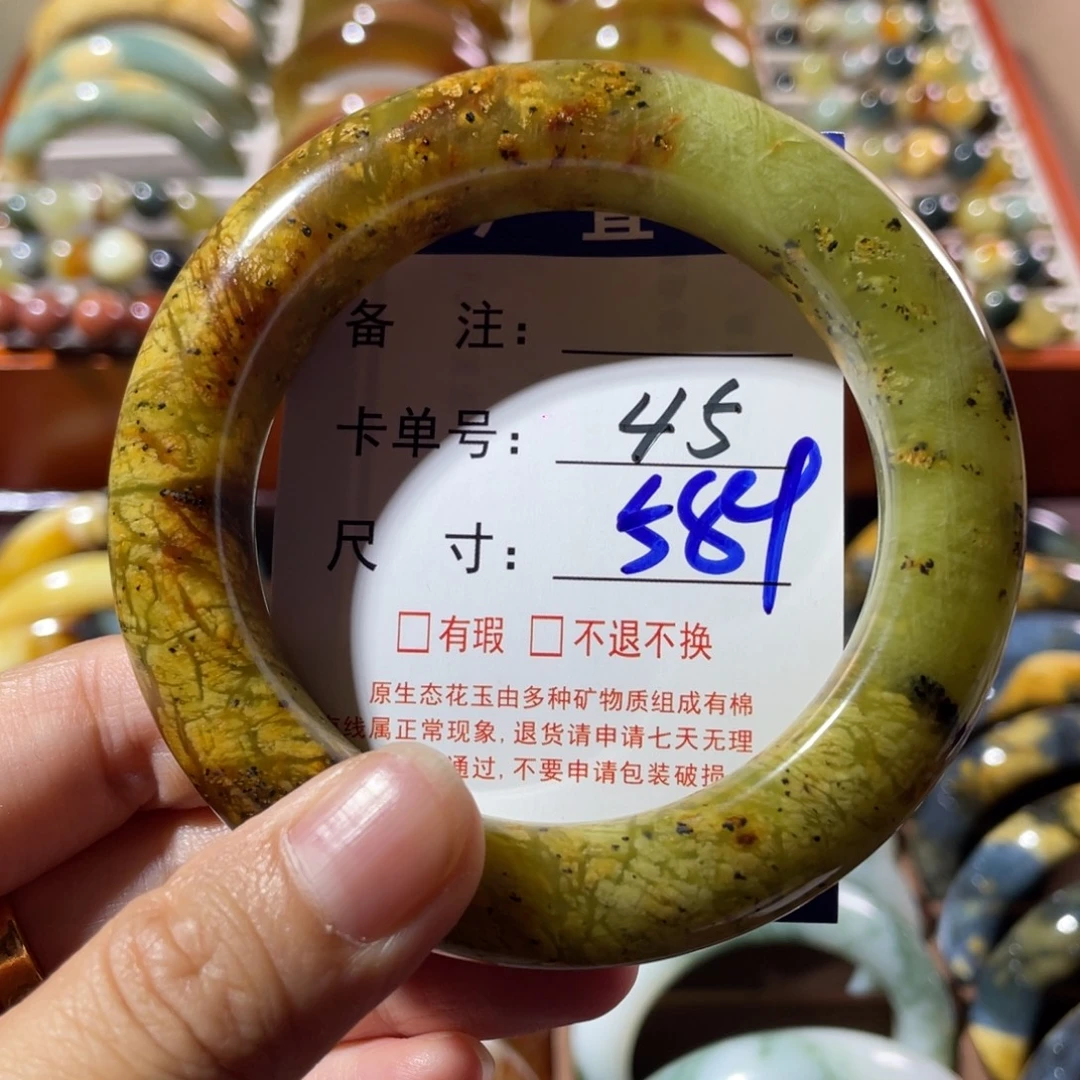 备 注:
卡单号: 45
尺 寸: 589
□有瑕 □不退不换
原生态花玉由多种矿物质组成有棉
线属正常现象, 退货请申请七天无理
通过, 不要申请包装破损